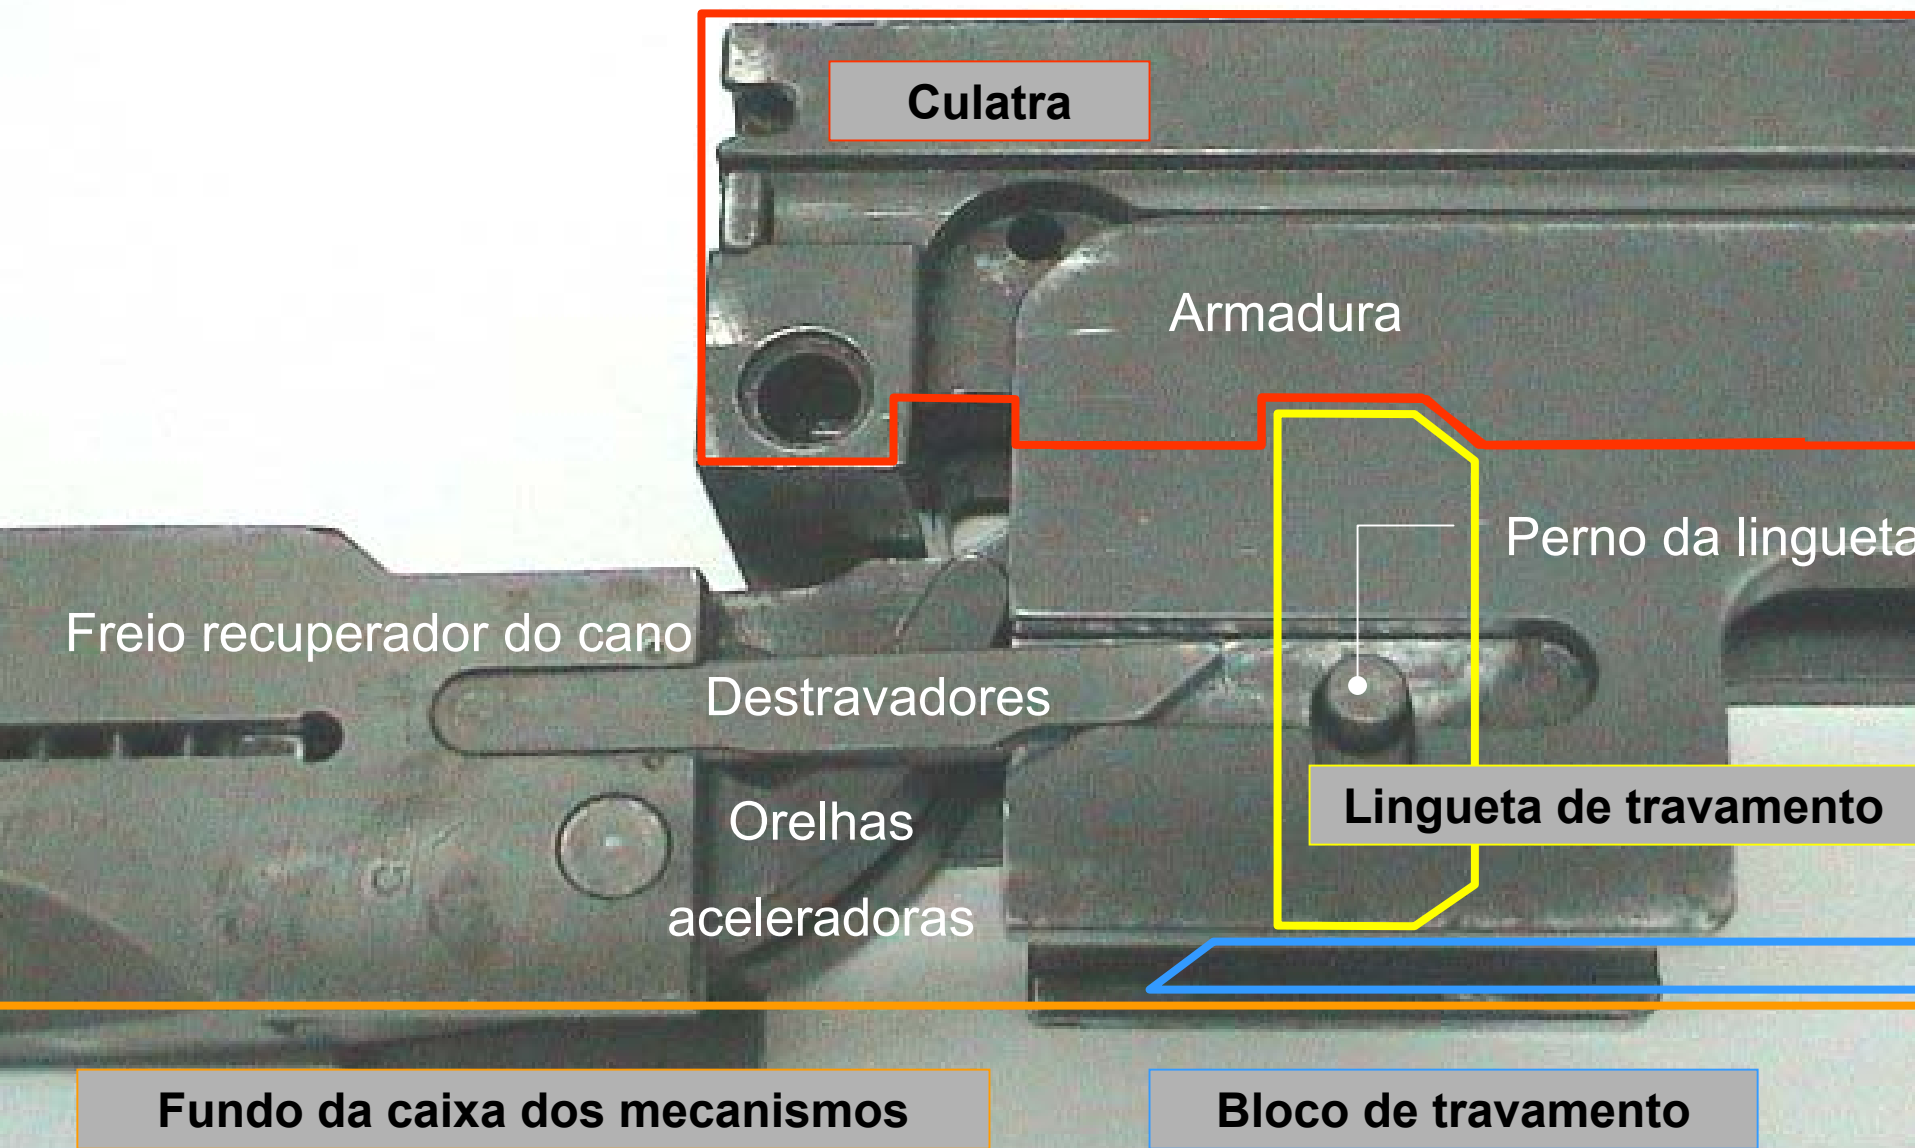 Culatra
Armadura
Perno da lingueta
Freio recuperador do cano
Destravadores
Lingueta de travamento
Orelhas
aceleradoras
Fundo da caixa dos mecanismos
Bloco de travamento